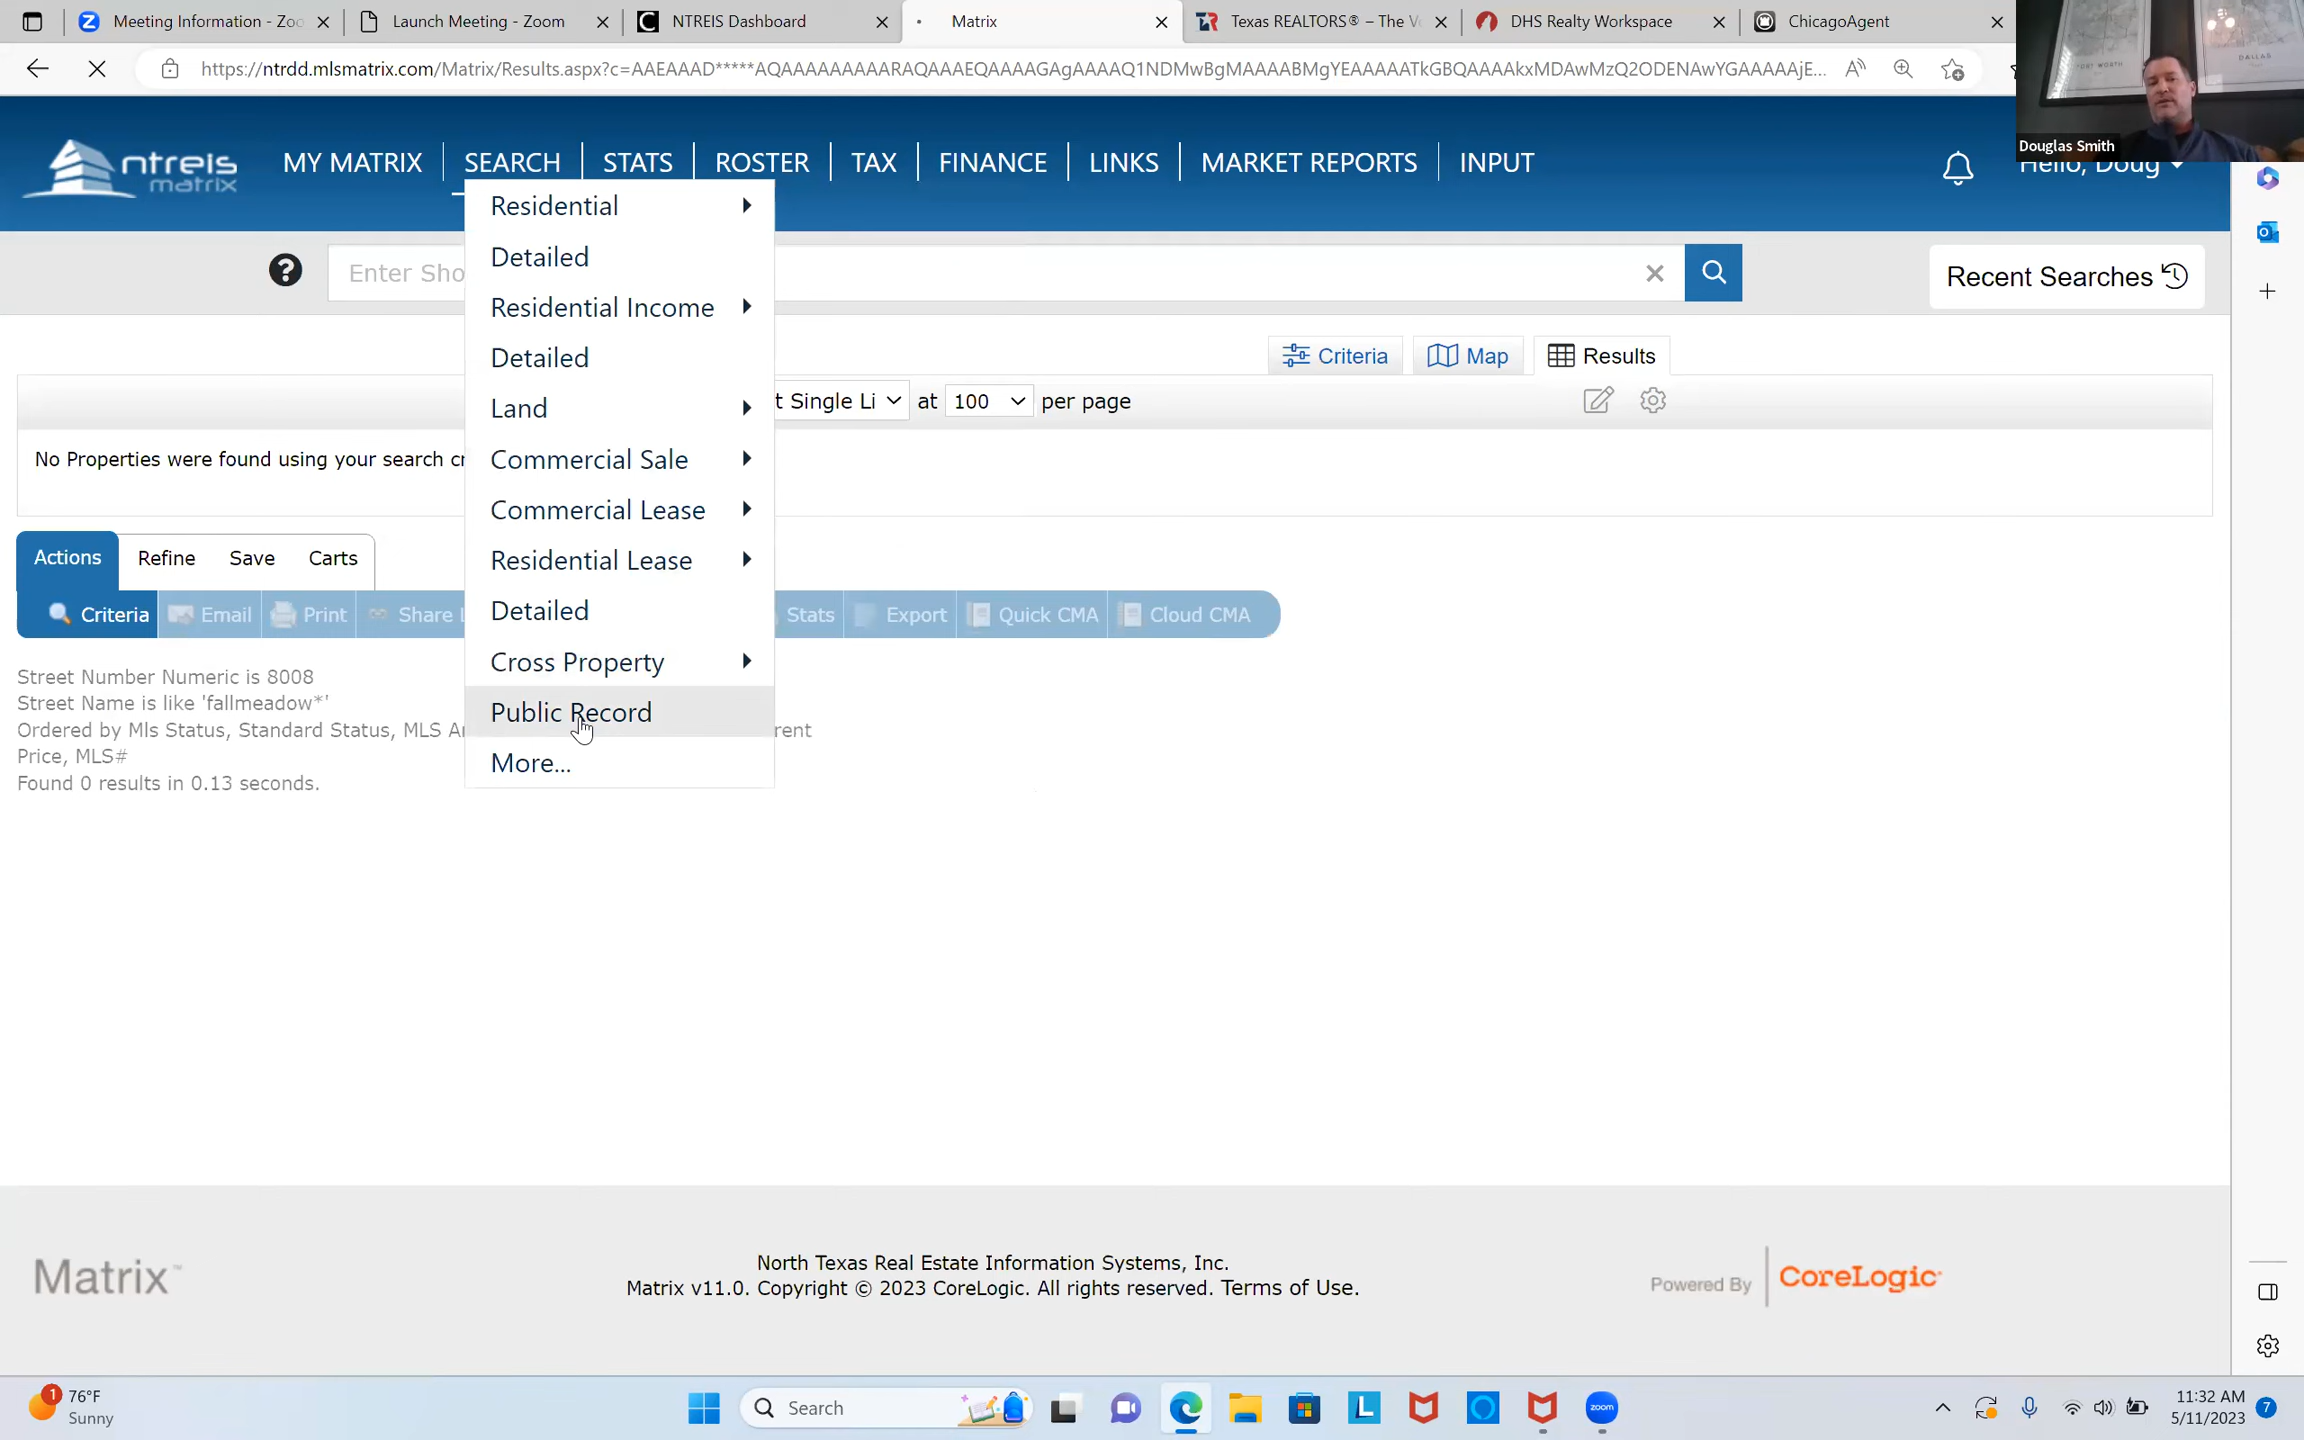 Meeting Information - Zoo
Launch Meeting - Zoom
NTREIS Dashboard
Matrix
Texas REALTORS® – The Vo
DHS Realty Workspace
ChicagoAgent
https://ntrdd.mlsmatrix.com/Matrix/Results.aspx?c=AAEAAAD*****AQAAAAAAAAARAQAAAEQAAAAGAgAAAAQ1NDMwBgMAAAABMgYEAAAAATkGBQAAAAkxMDAwMzQ2ODENAwYGAAAAAjE...
Douglas Smith
ntreis
matrix
MY MATRIX
SEARCH
STATS
ROSTER
TAX
FINANCE
LINKS
MARKET REPORTS
INPUT
Hello, Doug
Residential
Detailed
Residential Income
Detailed
Land
Commercial Sale
Commercial Lease
Residential Lease
Detailed
Cross Property
Public Record
More...
Enter Sho
Recent Searches
Criteria
Map
Results
t Single Li
at
100
per page
No Properties were found using your search cr
Actions
Refine
Save
Carts
Criteria
Email
Print
Share L
Stats
Export
Quick CMA
Cloud CMA
Street Number Numeric is 8008
Street Name is like 'fallmeadow*'
Ordered by Mls Status, Standard Status, MLS A rrent
Price, MLS#
Found 0 results in 0.13 seconds.
Matrix™
North Texas Real Estate Information Systems, Inc.
Matrix v11.0. Copyright © 2023 CoreLogic. All rights reserved. Terms of Use.
Powered By
CoreLogic
1
76°F
Sunny
Search
zoom
11:32 AM
5/11/2023
7